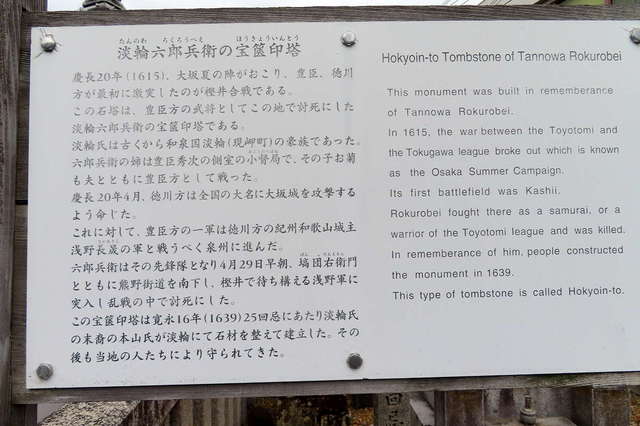 たんのわ ろくろうべえ ほうきょういんとう
淡輪六郎兵衛の宝篋印塔
慶長20年(1615)、大坂夏の陣がおこり、豊臣、徳川
方が最初に激突したのが樫井合戦である。
この石塔は、豊臣方の武将としてこの地で討死にした
淡輪六郎兵衛の宝篋印塔である。
淡輪氏は古くから和泉国淡輪(現岬町)の豪族であった。
六郎兵衛の姉は豊臣秀次の側室の小督局で、その子お菊
も夫とともに豊臣方として戦った。
慶長20年4月、徳川方は全国の大名に大坂城を攻撃する
よう命じた。
これに対して、豊臣方の一軍は徳川方の紀州和歌山城主
浅野長晟の軍と戦うべく泉州に進んだ。
六郎兵衛はその先鋒隊となり4月29日早朝、塙団右衛門
とともに熊野街道を南下し、樫井で待ち構える浅野軍に
突入し乱戦の中で討死にした。
この宝篋印塔は寛永16年(1639)25回忌にあたり淡輪氏
の末裔の本山氏が淡輪にて石材を整えて建立した。その
後も当地の人たちにより守られてきた。
Hokyoin-to Tombstone of Tannowa Rokurobei
This monument was built in rememberance
of Tannowa Rokurobei.
In 1615, the war between the Toyotomi and
the Tokugawa league broke out which is known
as the Osaka Summer Campaign.
Its first battlefield was Kashii.
Rokurobei fought there as a samurai, or a
warrior of the Toyotomi league and was killed.
In rememberance of him, people constructed
the monument in 1639.
This type of tombstone is called Hokyoin-to.